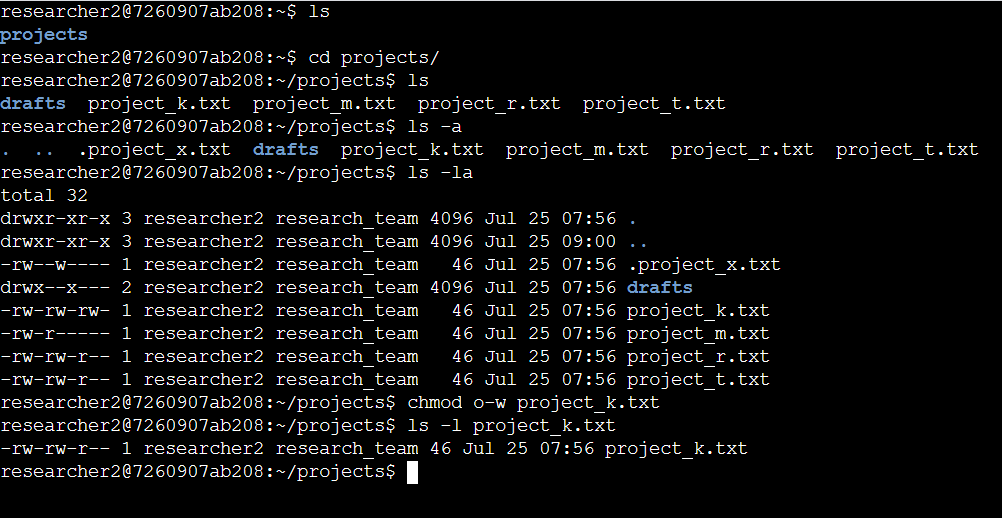 researcher2@7260907ab208:~$ ls
projects
researcher2@7260907ab208:~$ cd projects/
researcher2@7260907ab208:~/projects$ ls
drafts  project_k.txt  project_m.txt  project_r.txt  project_t.txt
researcher2@7260907ab208:~/projects$ ls -a
.  ..  .project_x.txt  drafts  project_k.txt  project_m.txt  project_r.txt  project_t.txt
researcher2@7260907ab208:~/projects$ ls -la
total 32
drwxr-xr-x 3 researcher2 research_team 4096 Jul 25 07:56 .
drwxr-xr-x 3 researcher2 research_team 4096 Jul 25 09:00 ..
-rw--w---- 1 researcher2 research_team   46 Jul 25 07:56 .project_x.txt
drwx--x--- 2 researcher2 research_team 4096 Jul 25 07:56 drafts
-rw-rw-rw- 1 researcher2 research_team   46 Jul 25 07:56 project_k.txt
-rw-r----- 1 researcher2 research_team   46 Jul 25 07:56 project_m.txt
-rw-rw-r-- 1 researcher2 research_team   46 Jul 25 07:56 project_r.txt
-rw-rw-r-- 1 researcher2 research_team   46 Jul 25 07:56 project_t.txt
researcher2@7260907ab208:~/projects$ chmod o-w project_k.txt
researcher2@7260907ab208:~/projects$ ls -l project_k.txt
-rw-rw-r-- 1 researcher2 research_team 46 Jul 25 07:56 project_k.txt
researcher2@7260907ab208:~/projects$